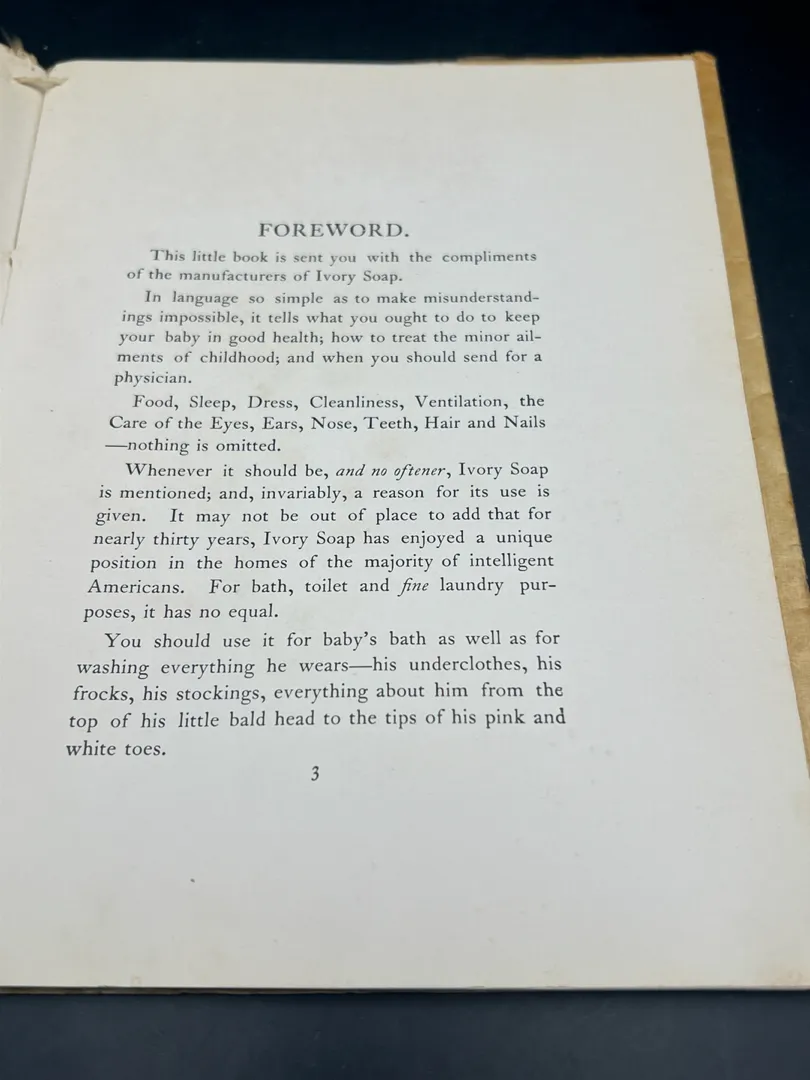 FOREWORD.
This little book is sent you with the compliments
of the manufacturers of Ivory Soap.
In language so simple as to make misunderstand-
ings impossible, it tells what you ought to do to keep
your baby in good health; how to treat the minor ail-
ments of childhood; and when you should send for a
physician.
Food, Sleep, Dress, Cleanliness, Ventilation, the
Care of the Eyes, Ears, Nose, Teeth, Hair and Nails
—nothing is omitted.
Whenever it should be, and no oftener, Ivory Soap
is mentioned; and, invariably, a reason for its use is
given. It may not be out of place to add that for
nearly thirty years, Ivory Soap has enjoyed a unique
position in the homes of the majority of intelligent
Americans. For bath, toilet and fine laundry pur-
poses, it has no equal.
You should use it for baby's bath as well as for
washing everything he wears—his underclothes, his
frocks, his stockings, everything about him from the
top of his little bald head to the tips of his pink and
white toes.
3